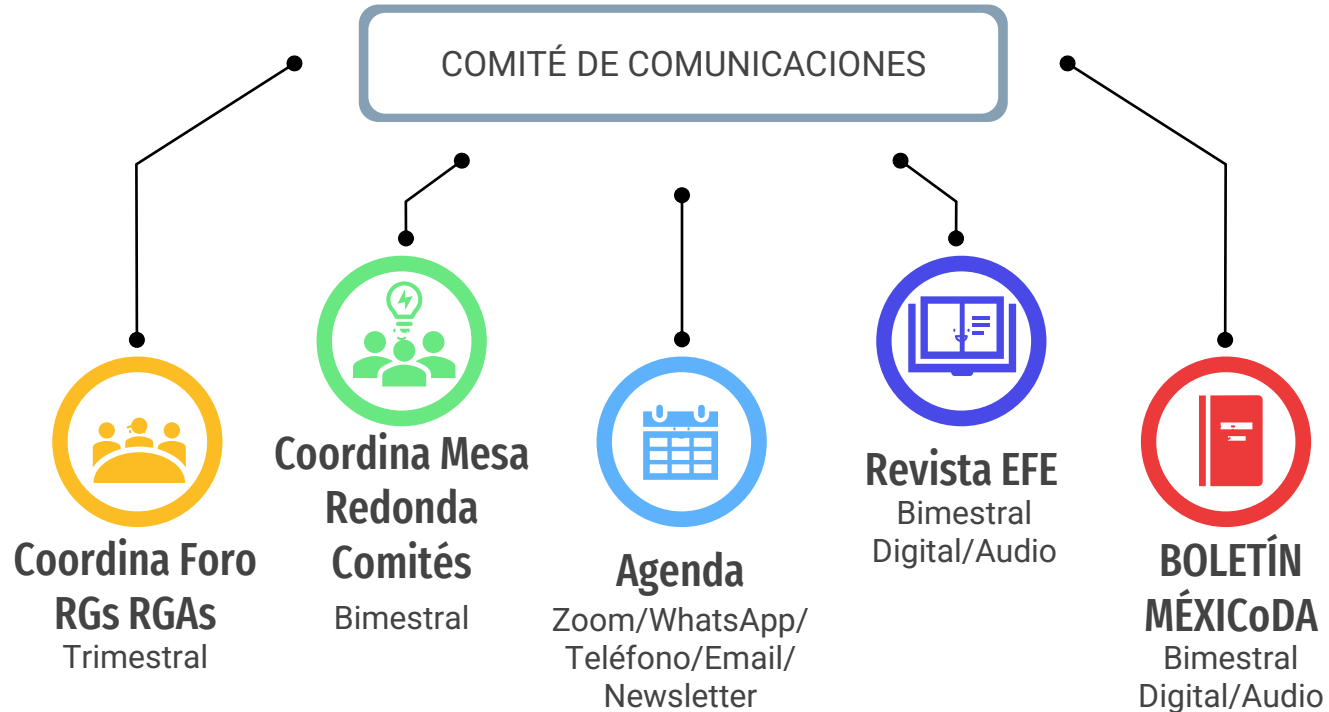 COMITÉ DE COMUNICACIONES
Coordina Foro
RGs RGAs
Trimestral
Coordina Mesa
Redonda
Comités
Bimestral
Agenda
Zoom/WhatsApp/
Teléfono/Email/
Newsletter
Revista EFE
Bimestral
Digital/Audio
BOLETÍN
MÉXICoDA
Bimestral
Digital/Audio